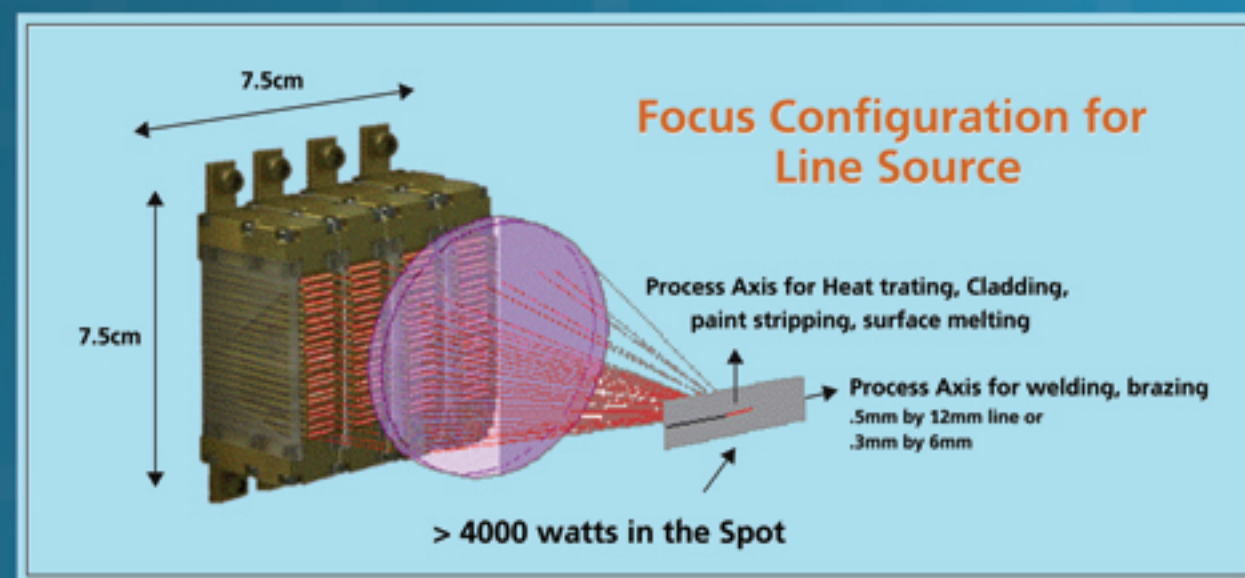 7.5cm
Focus Configuration for
Line Source
7.5cm
Process Axis for Heat trating, Cladding,
paint stripping, surface melting
Process Axis for welding, brazing
.5mm by 12mm line or
.3mm by 6mm
> 4000 watts in the Spot